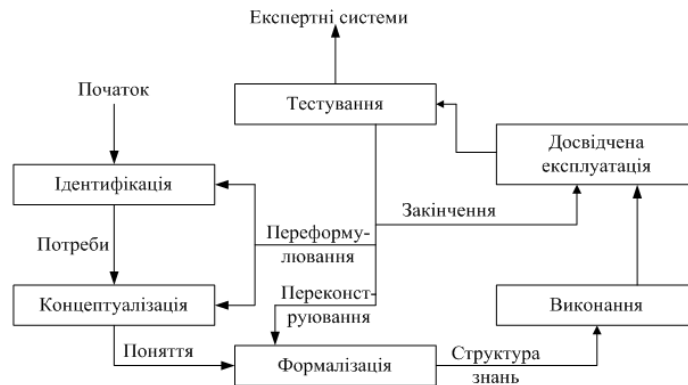 Експертні системи
Початок
Тестування
Досвідчена
експлуатація
Ідентифікація
Закінчення
Потреби
Переформу-
лювання
Переконст-
руювання
Концептуалізація
Виконання
Поняття
Формалізація
Структура
знань